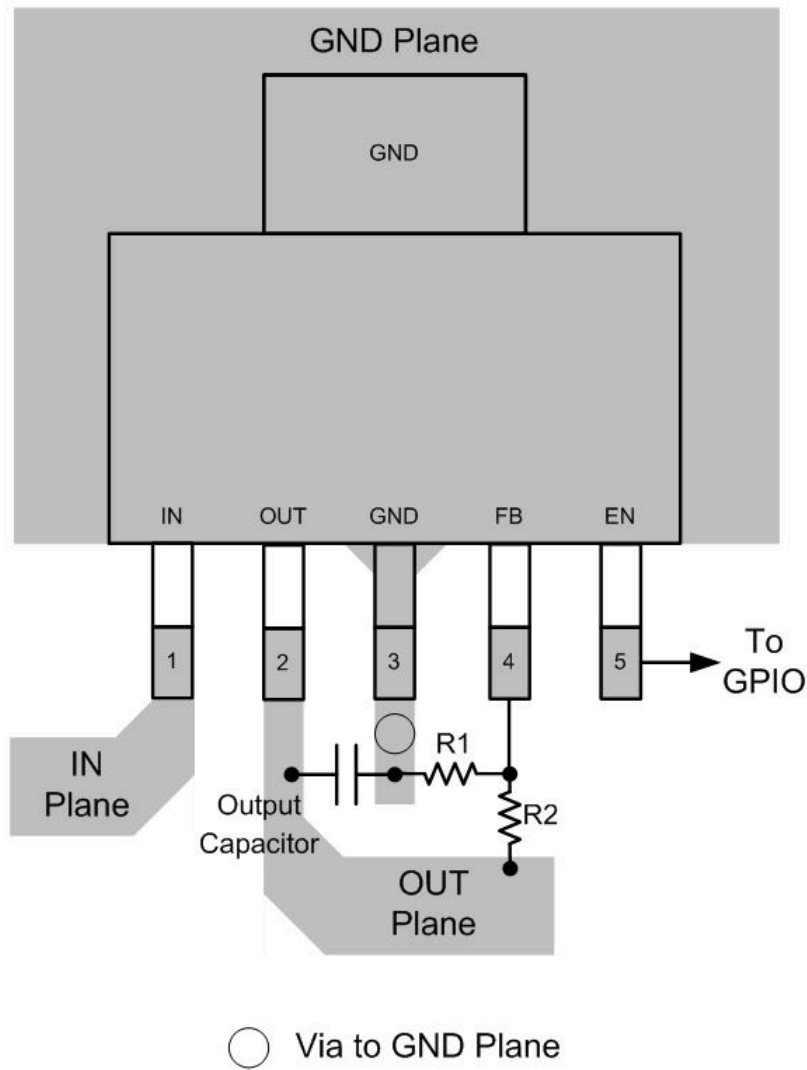 GND Plane
GND
IN OUT GND FB EN
1 2 3 4 5
To
GPIO
R1
IN
Plane
Output
Capacitor
R2
OUT
Plane
Via to GND Plane